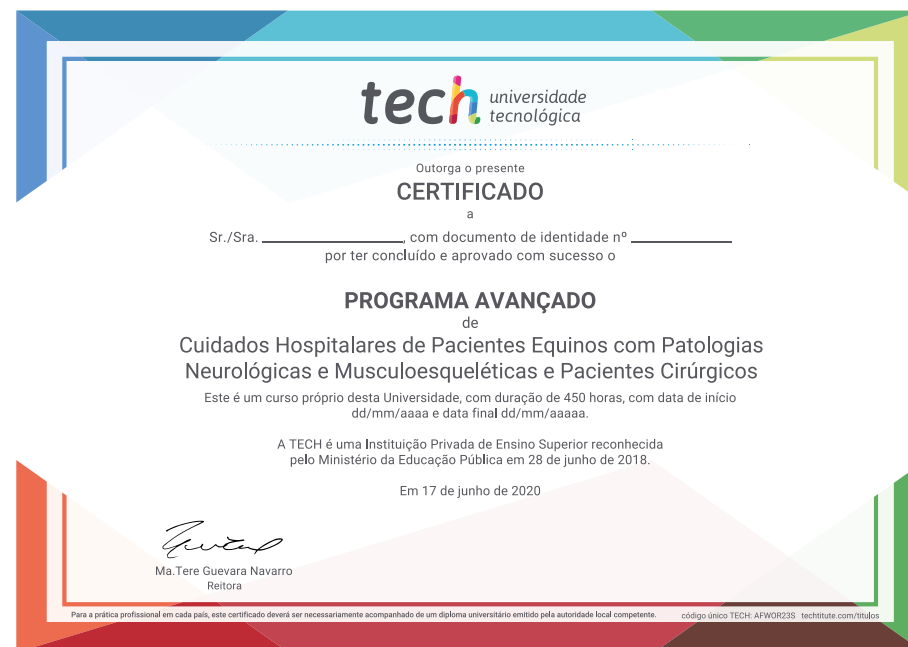 tech universidade
tecnológica
Outorga o presente
CERTIFICADO
a
Sr./Sra. ____________, com documento de identidade nº ____________
por ter concluído e aprovado com sucesso o
PROGRAMA AVANÇADO
de
Cuidados Hospitalares de Pacientes Equinos com Patologias
Neurológicas e Musculoesqueléticas e Pacientes Cirúrgicos
Este é um curso próprio desta Universidade, com duração de 450 horas, com data de início
dd/mm/aaaa e data final dd/mm/aaaaa.
A TECH é uma Instituição Privada de Ensino Superior reconhecida
pelo Ministério da Educação Pública em 28 de junho de 2018.
Em 17 de junho de 2020
Ma.Tere Guevara Navarro
Reitora
Para a prática profissional em cada país, este certificado deverá ser necessariamente acompanhado de um diploma universitário emitido pela autoridade local competente. código único TECH: AFWOR23S techtitute.com/titulos